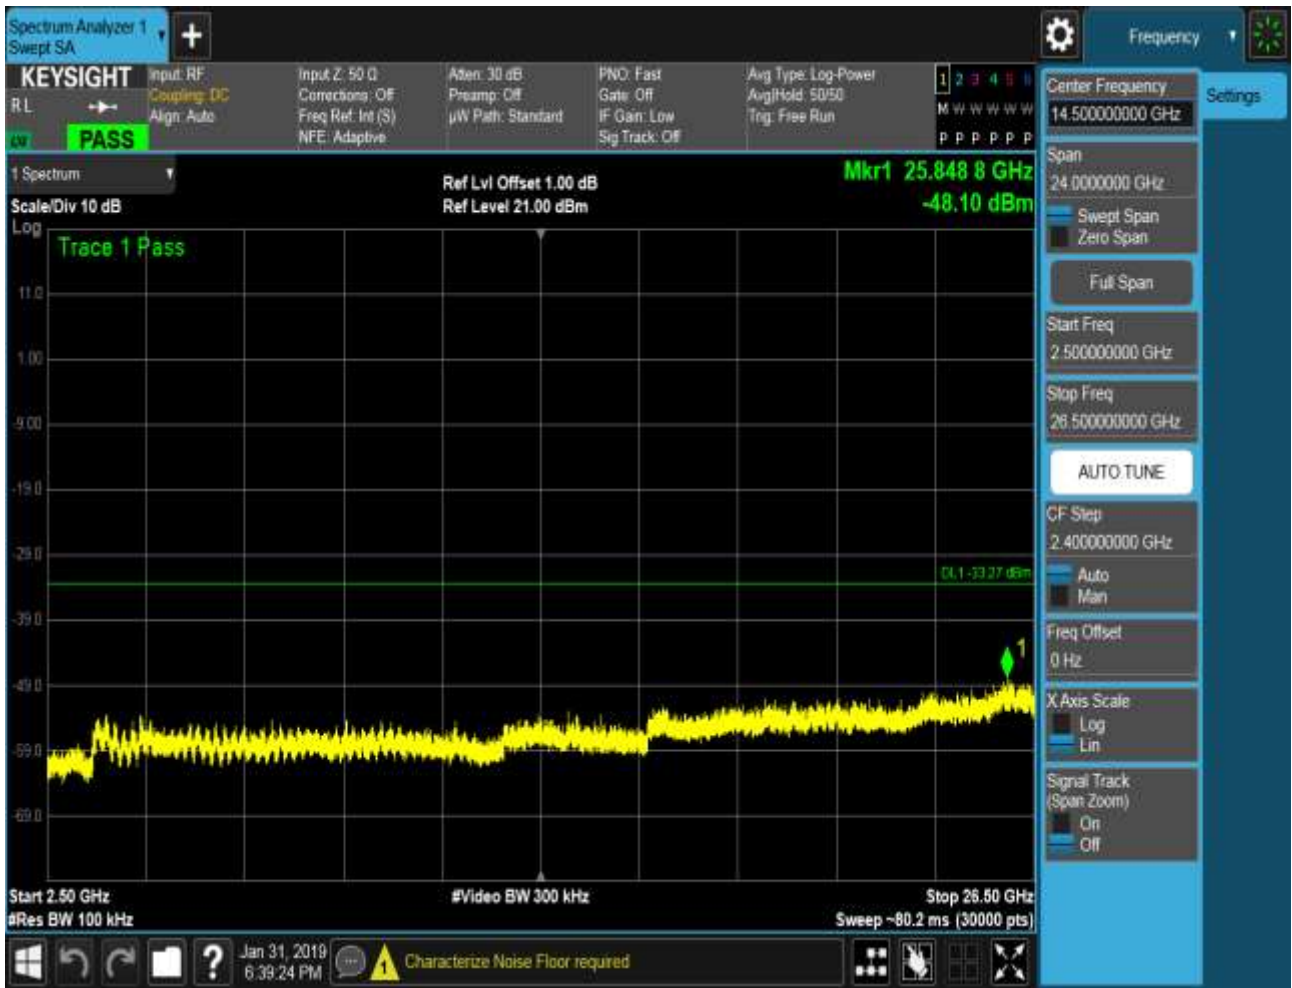 Spectrum Analyzer 1
Swept SA
+
Frequency
KEYSIGHT
R L
PASS
Input: RF
Coupling: DC
Align: Auto
Input Z: 50 Ω
Corrections: Off
Freq Ref: Int (S)
NFE: Adaptive
Atten: 30 dB
Preamp: Off
µW Path: Standard
PNO: Fast
Gate: Off
IF Gain: Low
Sig Track: Off
Avg Type: Log-Power
Avg|Hold: 50/50
Trig: Free Run
1 2 3 4 5 6
M W W W W W
P P P P P P
1 Spectrum
Scale/Div 10 dB
Ref Lvl Offset 1.00 dB
Ref Level 21.00 dBm
Mkr1 25.848 8 GHz
-48.10 dBm
Log
Trace 1 Pass
11.0
1.00
-9.00
-19.0
-29.0
DL1 -33.27 dBm
-39.0
1
-49.0
-59.0
-69.0
Start 2.50 GHz
#Video BW 300 kHz
Stop 26.50 GHz
#Res BW 100 kHz
Sweep ~80.2 ms (30000 pts)
Center Frequency
14.500000000 GHz
Settings
Span
24.0000000 GHz
Swept Span
Zero Span
Full Span
Start Freq
2.500000000 GHz
Stop Freq
26.500000000 GHz
AUTO TUNE
CF Step
2.400000000 GHz
Auto
Man
Freq Offset
0 Hz
X Axis Scale
Log
Lin
Signal Track
(Span Zoom)
On
Off
?
Jan 31, 2019
6:39:24 PM
1
Characterize Noise Floor required